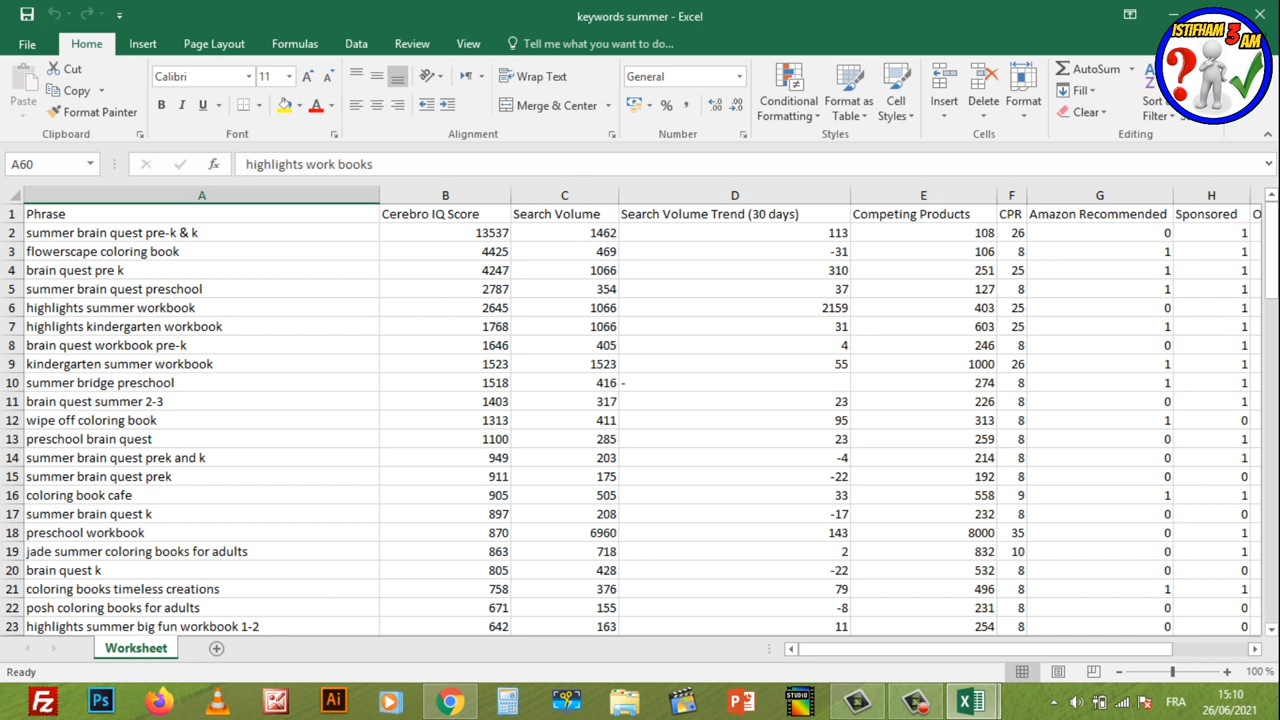 keywords summer - Excel
ISTIFHAM 3 AM
File Home Insert Page Layout Formulas Data Review View Tell me what you want to do...
Cut Calibri 11 Wrap Text General AutoSum
Paste Copy Conditional Formatting Format as Table Cell Styles Insert Delete Format Fill Sort Filter
Format Painter B I U Merge & Center Clear
Clipboard Font Alignment Number Styles Cells Editing
A60 fx highlights work books
A B C D E F G H
1 Phrase Cerebro IQ Score Search Volume Search Volume Trend (30 days) Competing Products CPR Amazon Recommended Sponsored O
2 summer brain quest pre-k & k 13537 1462 113 108 26 0 1
3 flowerscape coloring book 4425 469 -31 106 8 1 1
4 brain quest pre k 4247 1066 310 251 25 1 1
5 summer brain quest preschool 2787 354 37 127 8 1 1
6 highlights summer workbook 2645 1066 2159 403 25 0 1
7 highlights kindergarten workbook 1768 1066 31 603 25 1 1
8 brain quest workbook pre-k 1646 405 4 246 8 0 1
9 kindergarten summer workbook 1523 1523 55 1000 26 1 1
10 summer bridge preschool 1518 416 - 274 8 1 1
11 brain quest summer 2-3 1403 317 23 226 8 0 1
12 wipe off coloring book 1313 411 95 313 8 1 0
13 preschool brain quest 1100 285 23 259 8 0 1
14 summer brain quest prek and k 949 203 -4 214 8 0 1
15 summer brain quest prek 911 175 -22 192 8 0 0
16 coloring book cafe 905 505 33 558 9 1 1
17 summer brain quest k 897 208 -17 232 8 0 0
18 preschool workbook 870 6960 143 8000 35 0 1
19 jade summer coloring books for adults 863 718 2 832 10 0 1
20 brain quest k 805 428 -22 532 8 0 0
21 coloring books timeless creations 758 376 79 496 8 1 1
22 posh coloring books for adults 671 155 -8 231 8 0 0
23 highlights summer big fun workbook 1-2 642 163 11 254 8 0 0
Worksheet
Ready 100 %
Fz Ps Ai STUDIO FRA 15:10
26/06/2021